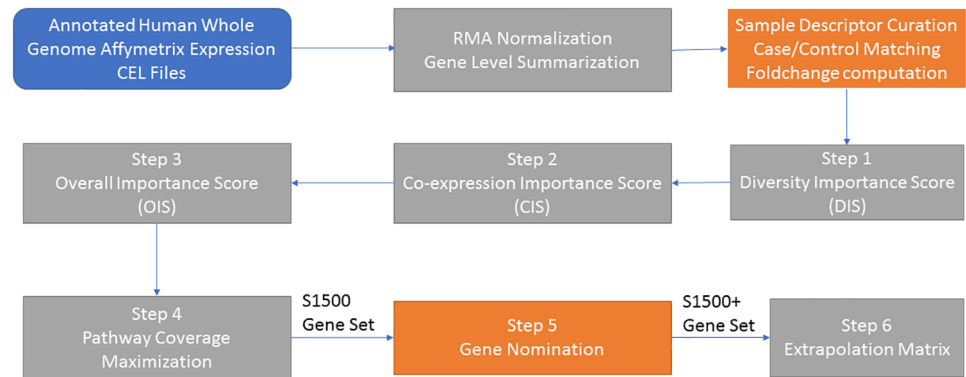 Annotated Human Whole
Genome Affymetrix Expression
CEL Files
RMA Normalization
Gene Level Summarization
Sample Descriptor Curation
Case/Control Matching
Foldchange computation
Step 3
Overall Importance Score
(OIS)
Step 2
Co-expression Importance Score
(CIS)
Step 1
Diversity Importance Score
(DIS)
Step 4
Pathway Coverage
Maximization
S1500
Gene Set
Step 5
Gene Nomination
S1500+
Gene Set
Step 6
Extrapolation Matrix